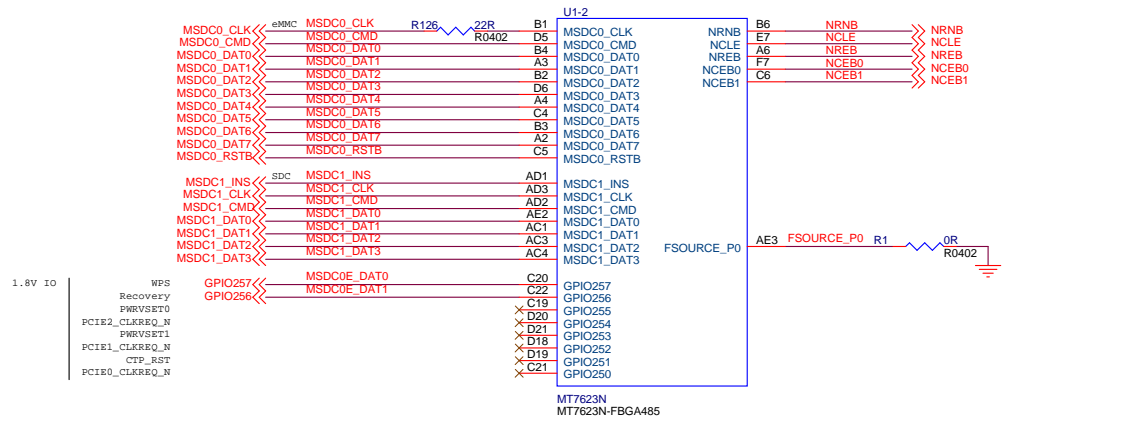 U1-2
MSDC0_CLK eMMC MSDC0_CLK R126 22R R0402 B1 MSDC0_CLK NRNB B6 NRNB NRNB
MSDC0_CMD MSDC0_CMD D5 MSDC0_CMD NCLE E7 NCLE NCLE
MSDC0_DAT0 MSDC0_DAT0 B4 MSDC0_DAT0 NREB A6 NREB NREB
MSDC0_DAT1 MSDC0_DAT1 A3 MSDC0_DAT1 NCEB0 F7 NCEB0 NCEB0
MSDC0_DAT2 MSDC0_DAT2 B2 MSDC0_DAT2 NCEB1 C6 NCEB1 NCEB1
MSDC0_DAT3 MSDC0_DAT3 D6 MSDC0_DAT3
MSDC0_DAT4 MSDC0_DAT4 A4 MSDC0_DAT4
MSDC0_DAT5 MSDC0_DAT5 C4 MSDC0_DAT5
MSDC0_DAT6 MSDC0_DAT6 B3 MSDC0_DAT6
MSDC0_DAT7 MSDC0_DAT7 A2 MSDC0_DAT7
MSDC0_RSTB MSDC0_RSTB C5 MSDC0_RSTB
MSDC1_INS SDC MSDC1_INS AD1 MSDC1_INS
MSDC1_CLK MSDC1_CLK AD3 MSDC1_CLK
MSDC1_CMD MSDC1_CMD AD2 MSDC1_CMD
MSDC1_DAT0 MSDC1_DAT0 AE2 MSDC1_DAT0
MSDC1_DAT1 MSDC1_DAT1 AC1 MSDC1_DAT1
MSDC1_DAT2 MSDC1_DAT2 AC3 MSDC1_DAT2 FSOURCE_P0 AE3 FSOURCE_P0 R1 0R R0402
MSDC1_DAT3 MSDC1_DAT3 AC4 MSDC1_DAT3
1.8V IO WPS GPIO257 MSDC0E_DAT0 C20 GPIO257
Recovery GPIO256 MSDC0E_DAT1 C22 GPIO256
PWRVSET0 C19 GPIO255
PCIE2_CLKREQ_N D20 GPIO254
PWRVSET1 D21 GPIO253
PCIE1_CLKREQ_N D18 GPIO252
CTP_RST D19 GPIO251
PCIE0_CLKREQ_N C21 GPIO250
MT7623N
MT7623N-FBGA485